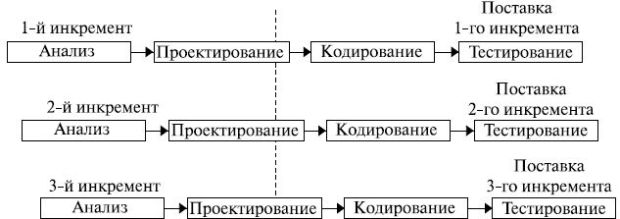 1-й инкремент
Поставка
1-го инкремента
Анализ
Проектирование
Кодирование
Тестирование
2-й инкремент
Поставка
2-го инкремента
Анализ
Проектирование
Кодирование
Тестирование
3-й инкремент
Поставка
3-го инкремента
Анализ
Проектирование
Кодирование
Тестирование